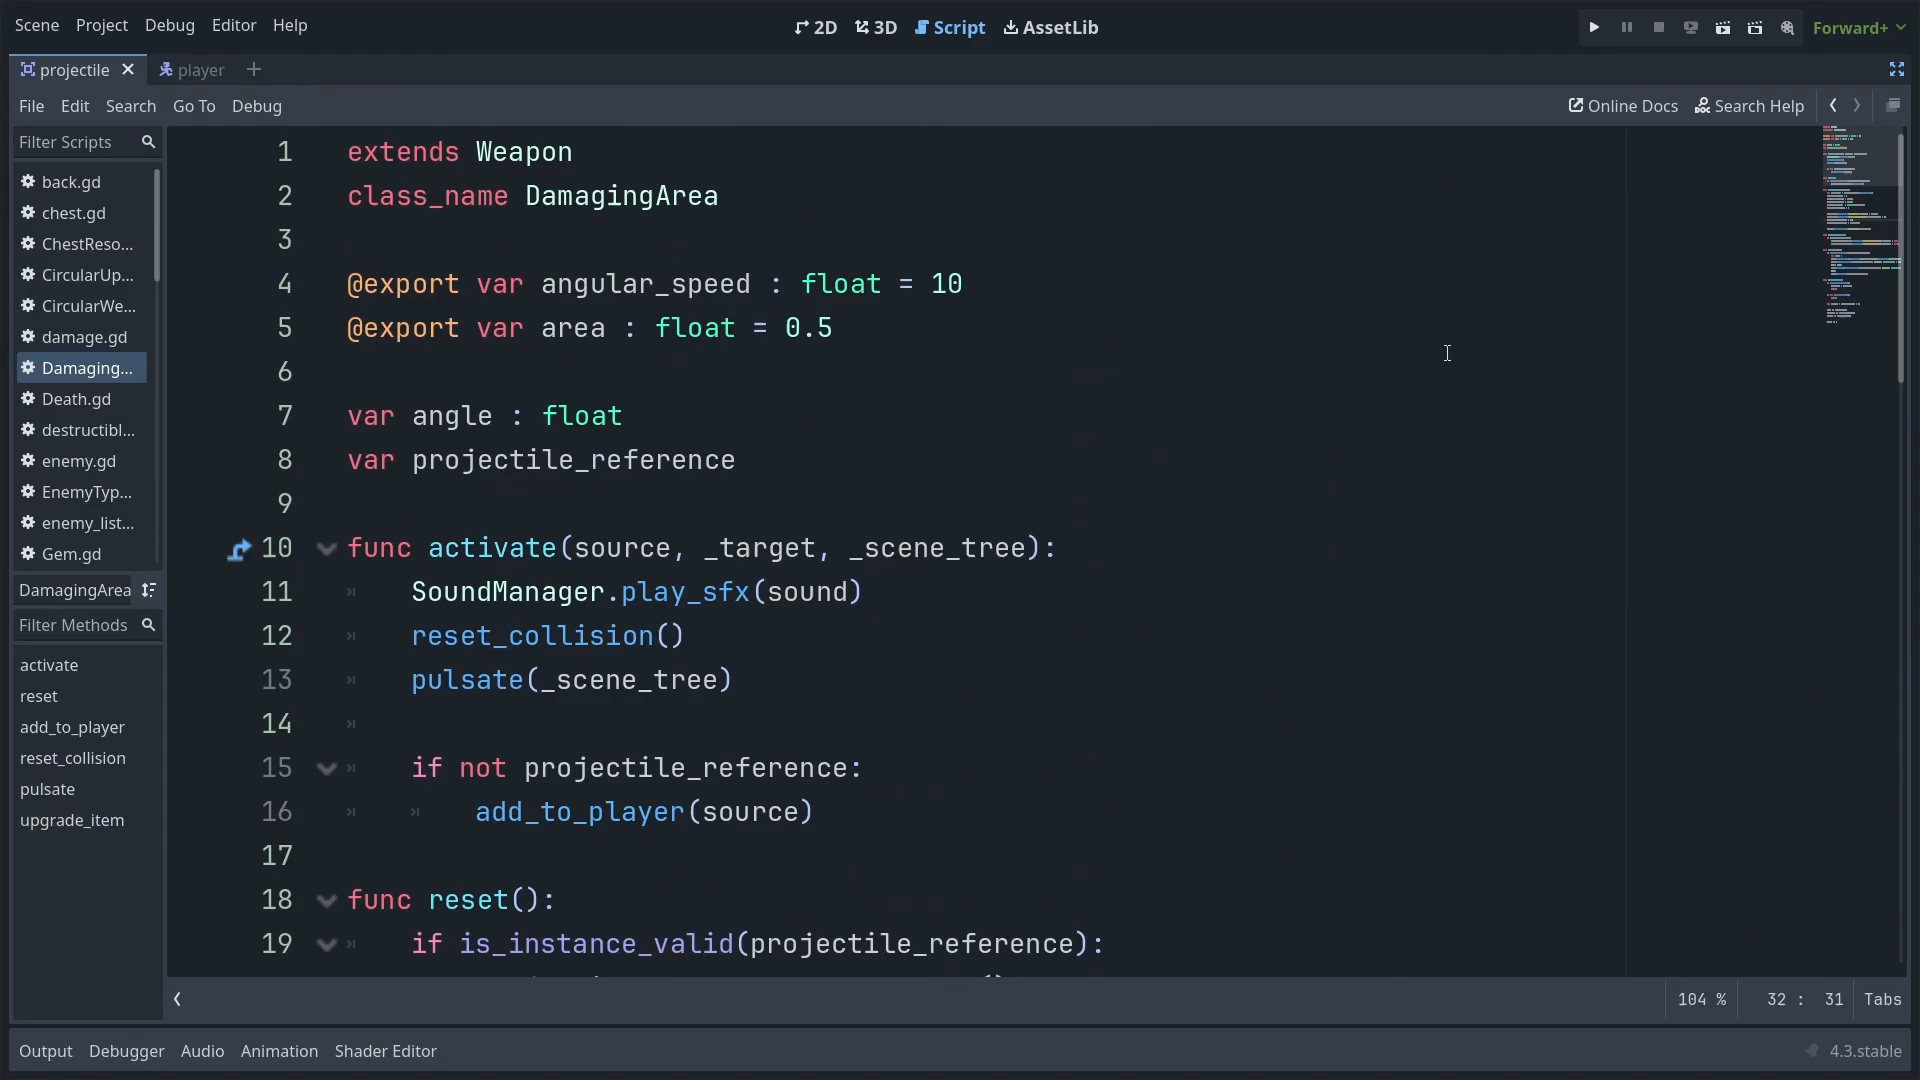 Scene Project Debug Editor Help
2D 3D Script AssetLib
Forward+
projectile player
File Edit Search Go To Debug
Online Docs Search Help
Filter Scripts
back.gd
chest.gd
ChestReso...
CircularUp...
CircularWe...
damage.gd
Damaging...
Death.gd
destructibl...
enemy.gd
EnemyTyp...
enemy_list...
Gem.gd
DamagingArea
Filter Methods
activate
reset
add_to_player
reset_collision
pulsate
upgrade_item
1 extends Weapon
2 class_name DamagingArea
3
4 @export var angular_speed : float = 10
5 @export var area : float = 0.5
6
7 var angle : float
8 var projectile_reference
9
10 func activate(source, _target, _scene_tree):
11 SoundManager.play_sfx(sound)
12 reset_collision()
13 pulsate(_scene_tree)
14
15 if not projectile_reference:
16 add_to_player(source)
17
18 func reset():
19 if is_instance_valid(projectile_reference):
104 % 32 : 31 Tabs
Output Debugger Audio Animation Shader Editor
4.3.stable